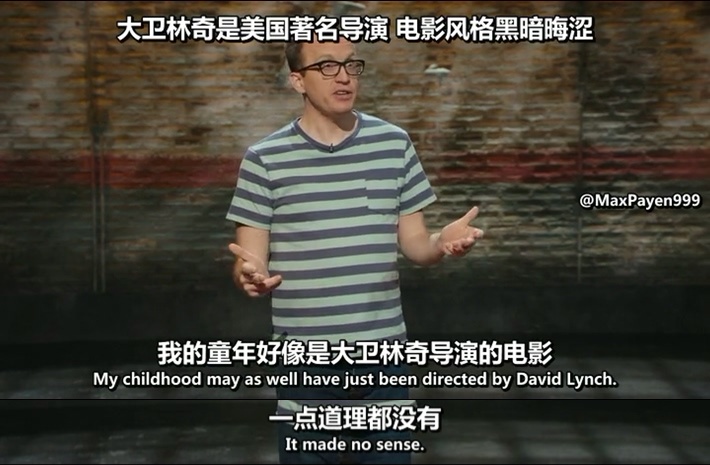 大卫林奇是美国著名导演 电影风格黑暗晦涩
@MaxPayen999
我的童年好像是大卫林奇导演的电影
My childhood may as well have just been directed by David Lynch.
一点道理都没有
It made no sense.